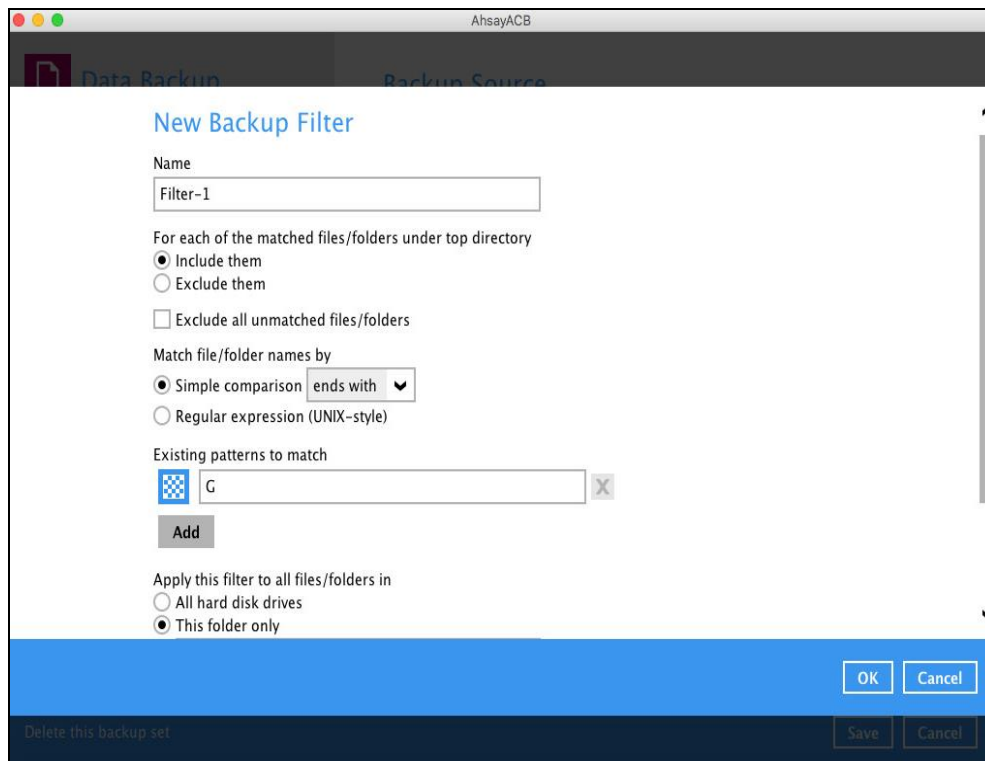 AhsayACB
Data Backup
Backup Source
New Backup Filter
Name
Filter-1
For each of the matched files/folders under top directory
Include them
Exclude them
Exclude all unmatched files/folders
Match file/folder names by
Simple comparison ends with
Regular expression (UNIX-style)
Existing patterns to match
G
X
Add
Apply this filter to all files/folders in
All hard disk drives
This folder only
OK Cancel
Delete this backup set
Save Cancel